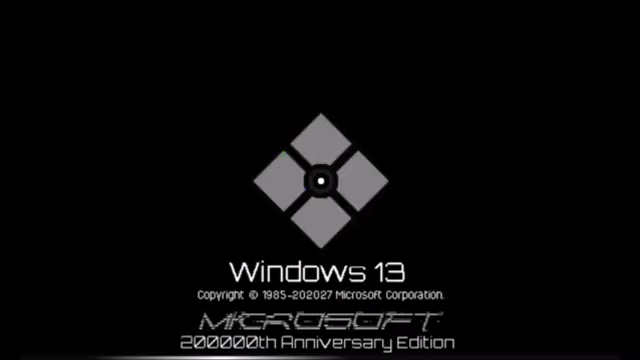 Windows 13
Copyright © 1985-202027 Microsoft Corporation.
MICROSOFT
200000th Anniversary Edition